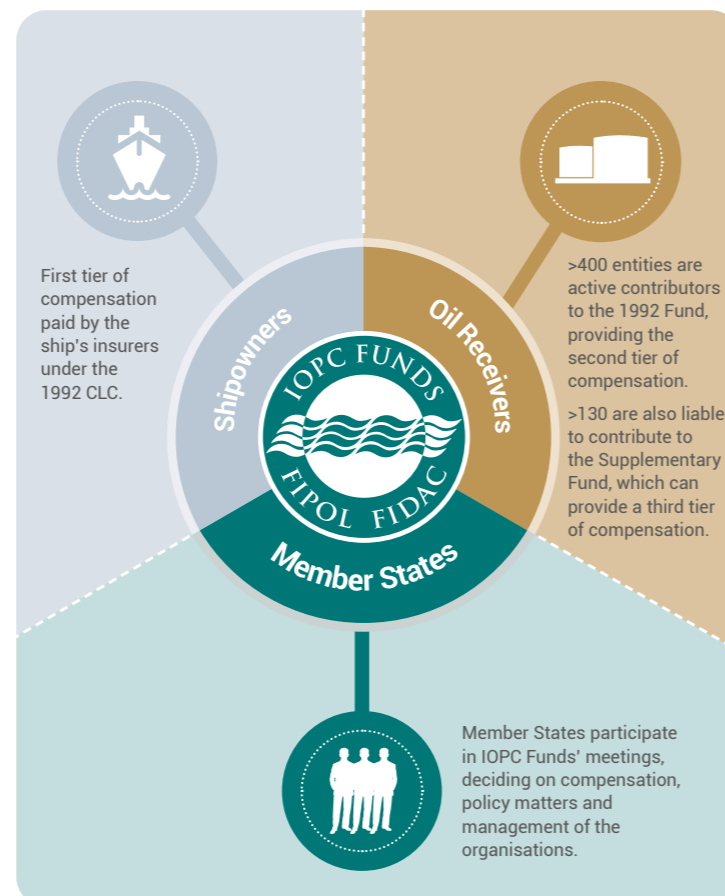 First tier of
compensation
paid by the
ship's insurers
under the
1992 CLC.
Shipowners
Oil Receivers
>400 entities are
active contributors
to the 1992 Fund,
providing the
second tier of
compensation.
>130 are also liable
to contribute to
the Supplementary
Fund, which can
provide a third tier
of compensation.
IOPC FUNDS
FIPOL FIDAC
Member States
Member States participate
in IOPC Funds' meetings,
deciding on compensation,
policy matters and
management of the
organisations.